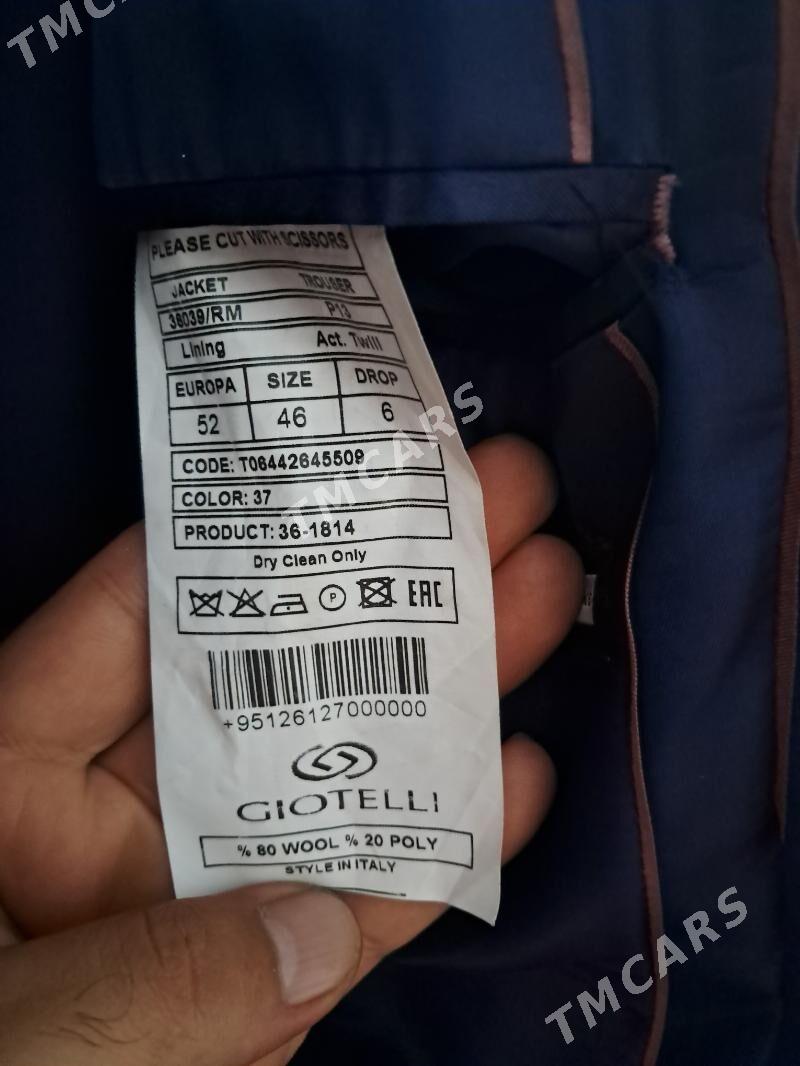 TMCARS
PLEASE CUT WITH SCISSORS
JACKET TROUSER
36039/RM P13
Lining Act. Twill
EUROPA SIZE DROP
52 46 6
CODE: T06442645509
COLOR: 37
PRODUCT: 36-1814
Dry Clean Only
P EAC
+95126127000000
GIOTELLI
% 80 WOOL % 20 POLY
STYLE IN ITALY
TMCARS
TMCARS